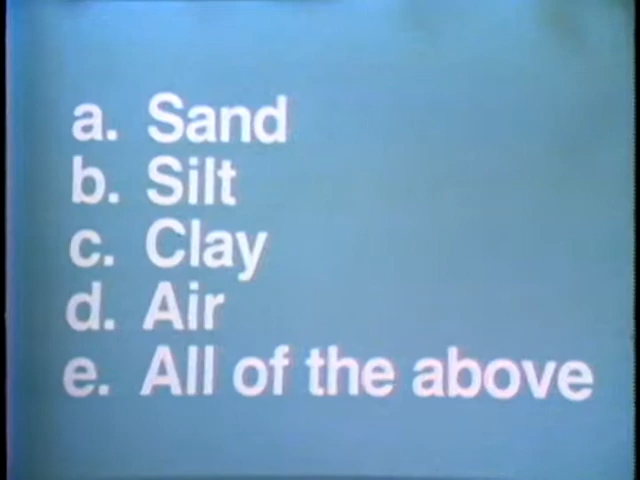 a. Sand
b. Silt
c. Clay
d. Air
e. All of the above